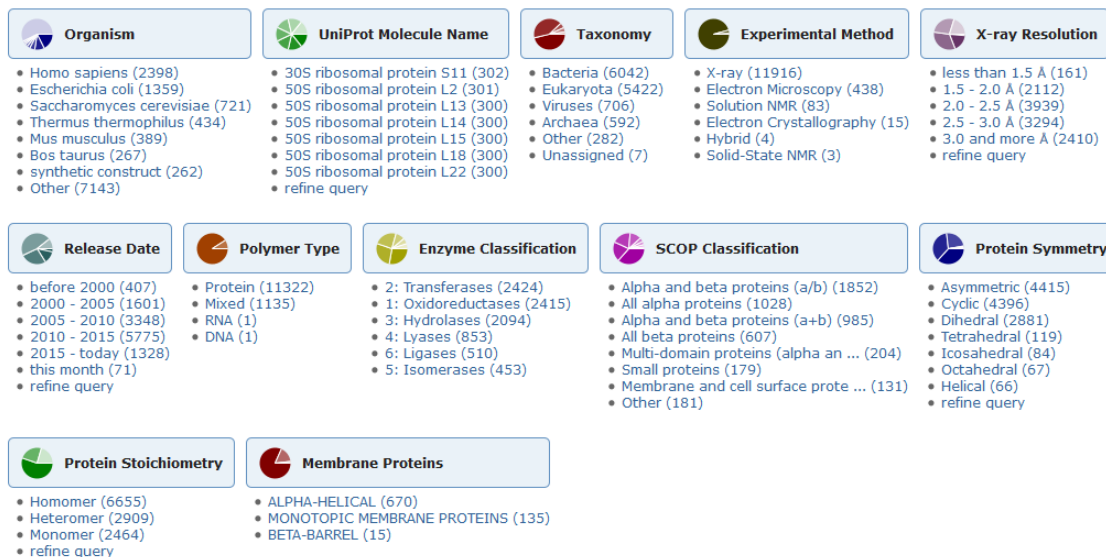 Organism
Homo sapiens (2398)
Escherichia coli (1359)
Saccharomyces cerevisiae (721)
Thermus thermophilus (434)
Mus musculus (389)
Bos taurus (267)
synthetic construct (262)
Other (7143)
UniProt Molecule Name
30S ribosomal protein S11 (302)
50S ribosomal protein L2 (301)
50S ribosomal protein L13 (300)
50S ribosomal protein L14 (300)
50S ribosomal protein L15 (300)
50S ribosomal protein L18 (300)
50S ribosomal protein L22 (300)
refine query
Taxonomy
Bacteria (6042)
Eukaryota (5422)
Viruses (706)
Archaea (592)
Other (282)
Unassigned (7)
Experimental Method
X-ray (11916)
Electron Microscopy (438)
Solution NMR (83)
Electron Crystallography (15)
Hybrid (4)
Solid-State NMR (3)
X-ray Resolution
less than 1.5 Å (161)
1.5 - 2.0 Å (2112)
2.0 - 2.5 Å (3939)
2.5 - 3.0 Å (3294)
3.0 and more Å (2410)
refine query
Release Date
before 2000 (407)
2000 - 2005 (1601)
2005 - 2010 (3348)
2010 - 2015 (5775)
2015 - today (1328)
this month (71)
refine query
Polymer Type
Protein (11322)
Mixed (1135)
RNA (1)
DNA (1)
Enzyme Classification
2: Transferases (2424)
1: Oxidoreductases (2415)
3: Hydrolases (2094)
4: Lyases (853)
6: Ligases (510)
5: Isomerases (453)
SCOP Classification
Alpha and beta proteins (a/b) (1852)
All alpha proteins (1028)
Alpha and beta proteins (a+b) (985)
All beta proteins (607)
Multi-domain proteins (alpha an ... (204)
Small proteins (179)
Membrane and cell surface prote ... (131)
Other (181)
Protein Symmetry
Asymmetric (4415)
Cyclic (4396)
Dihedral (2881)
Tetrahedral (119)
Icosahedral (84)
Octahedral (67)
Helical (66)
refine query
Protein Stoichiometry
Homomer (6655)
Heteromer (2909)
Monomer (2464)
refine query
Membrane Proteins
ALPHA-HELICAL (670)
MONOTOPIC MEMBRANE PROTEINS (135)
BETA-BARREL (15)